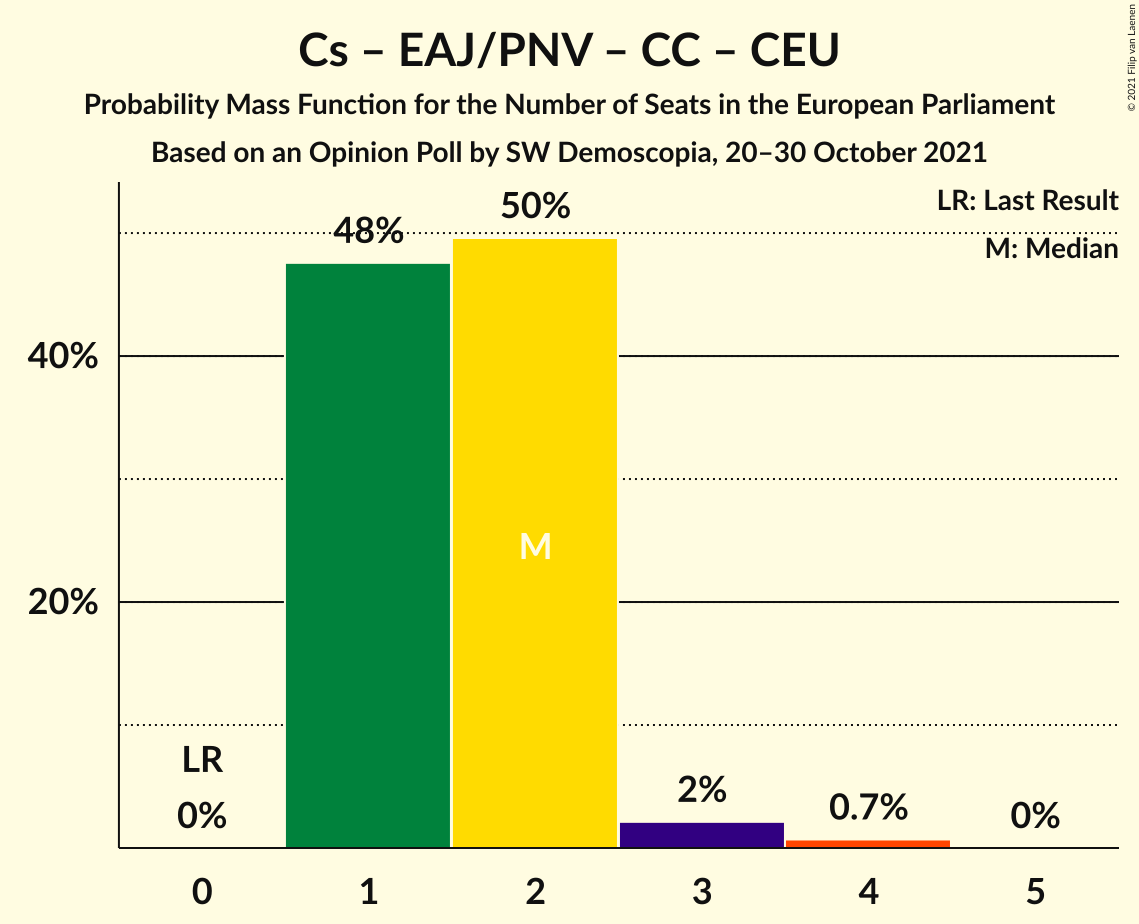 Cs – EAJ/PNV – CC – CEU
Probability Mass Function for the Number of Seats in the European Parliament
Based on an Opinion Poll by SW Demoscopia, 20–30 October 2021
© 2021 Filip van Laenen
LR: Last Result
M: Median
48%
50%
40%
20%
M
LR
0%
2%
0.7%
0%
0 1 2 3 4 5